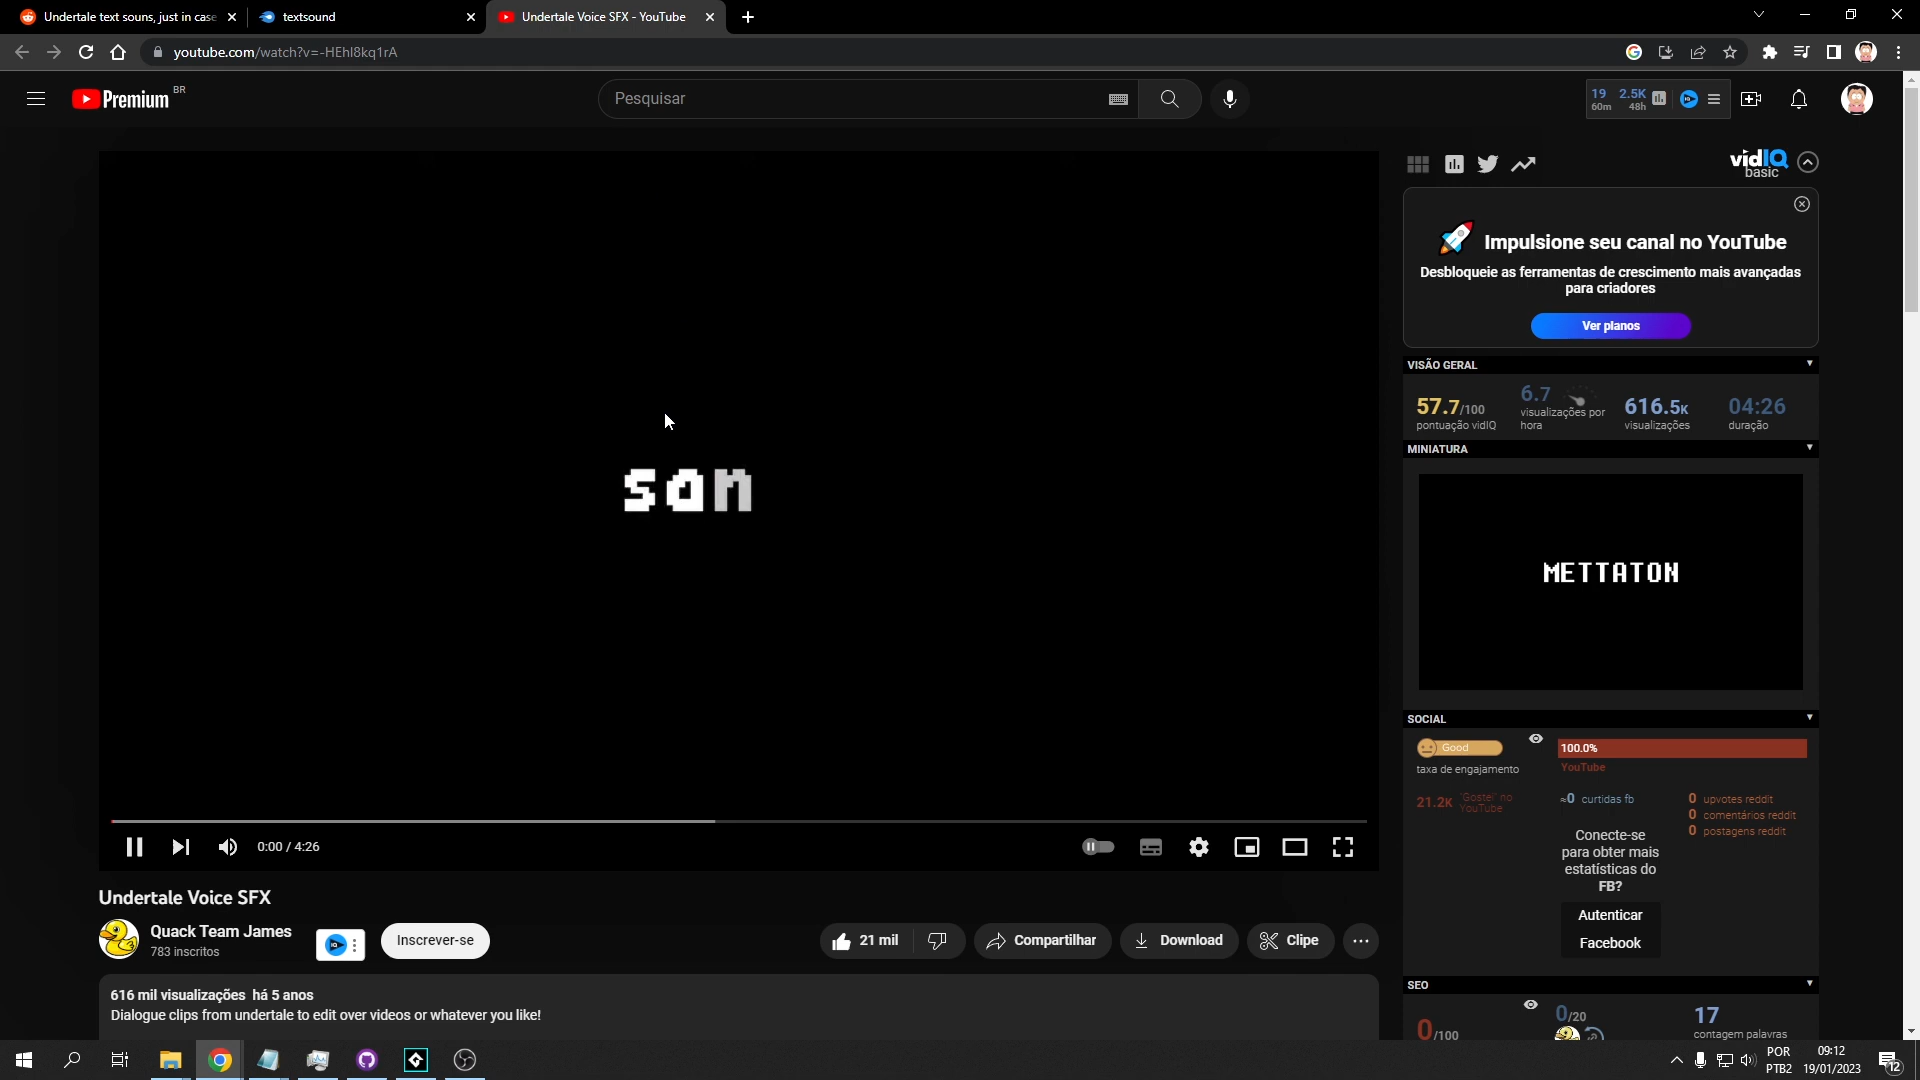 Undertale text souns, just in case
textsound
Undertale Voice SFX - YouTube
youtube.com/watch?v=-HEhI8kq1rA
Premium BR
Pesquisar
19 2.5K
60m 48h
san
0:00 / 4:26
Undertale Voice SFX
Quack Team James
783 inscritos
Inscrever-se
21 mil
Compartilhar
Download
Clipe
616 mil visualizações há 5 anos
Dialogue clips from undertale to edit over videos or whatever you like!
vidIQ
basic
Impulsione seu canal no YouTube
Desbloqueie as ferramentas de crescimento mais avançadas
para criadores
Ver planos
VISÃO GERAL
57.7/100
pontuação vidIQ
6.7
visualizações por
hora
616.5K
visualizações
04:26
duração
MINIATURA
METTATON
SOCIAL
Good
taxa de engajamento
100.0%
YouTube
21.2K "Gostei" no
YouTube
≈0 curtidas fb
0 upvotes reddit
0 comentários reddit
0 postagens reddit
Conecte-se
para obter mais
estatísticas do
FB?
Autenticar
Facebook
SEO
0/100
0/20
17
contagem palavras
POR
PTB2
09:12
19/01/2023
12